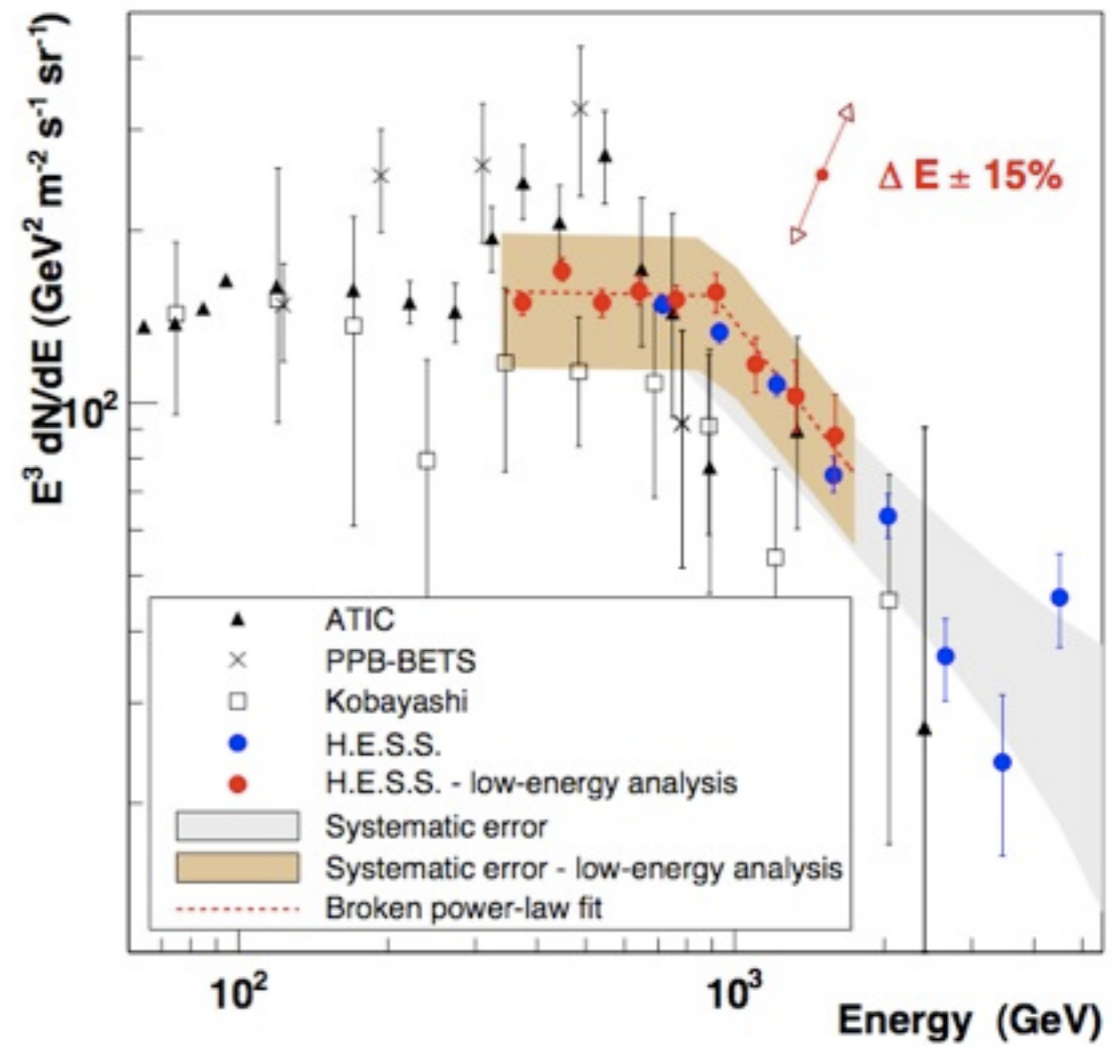 E³ dN/dE (GeV² m⁻² s⁻¹ sr⁻¹)
Δ E ± 15%
10²
ATIC
PPB-BETS
Kobayashi
H.E.S.S.
H.E.S.S. - low-energy analysis
Systematic error
Systematic error - low-energy analysis
Broken power-law fit
10² 10³
Energy (GeV)